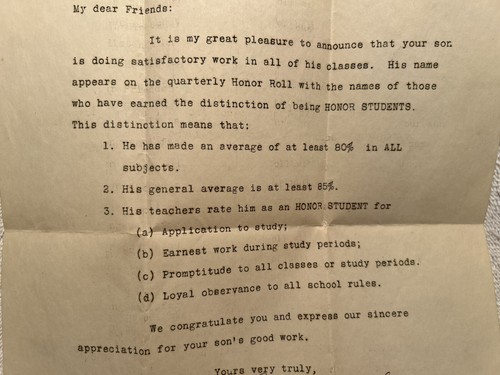 My dear Friends:
It is my great pleasure to announce that your son
is doing satisfactory work in all of his classes. His name
appears on the quarterly Honor Roll with the names of those
who have earned the distinction of being HONOR STUDENTS.
This distinction means that:
1. He has made an average of at least 80% in ALL
subjects.
2. His general average is at least 85%.
3. His teachers rate him as an HONOR STUDENT for
(a) Application to study;
(b) Earnest work during study periods;
(c) Promptitude to all classes or study periods.
(d) Loyal observance to all school rules.
We congratulate you and express our sincere
appreciation for your son's good work.
Yours very truly,